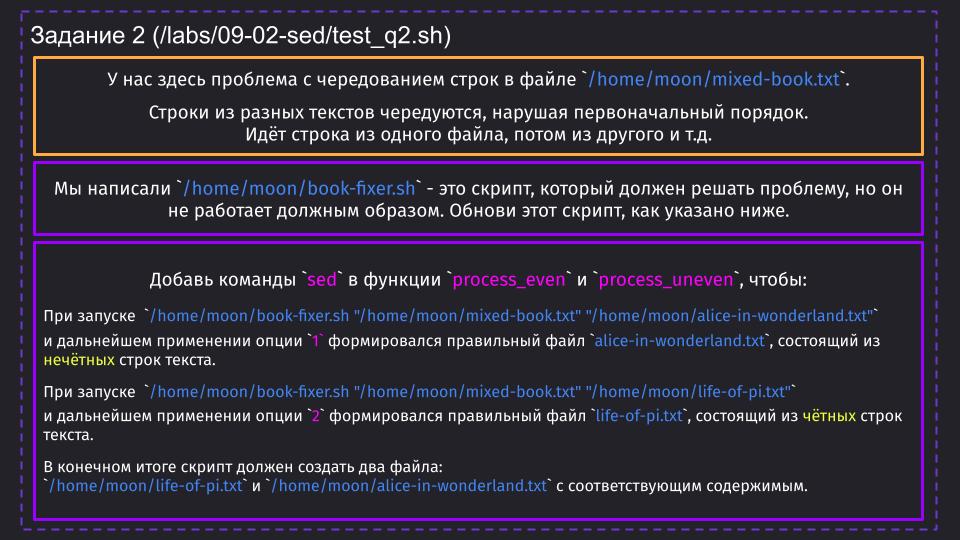 Задание 2 (/labs/09-02-sed/test_q2.sh)
У нас здесь проблема с чередованием строк в файле `/home/moon/mixed-book.txt`.
Строки из разных текстов чередуются, нарушая первоначальный порядок.
Идёт строка из одного файла, потом из другого и т.д.
Мы написали `/home/moon/book-fixer.sh` - это скрипт, который должен решать проблему, но он
не работает должным образом. Обнови этот скрипт, как указано ниже.
Добавь команды `sed` в функции `process_even` и `process_uneven`, чтобы:
При запуске `/home/moon/book-fixer.sh "/home/moon/mixed-book.txt" "/home/moon/alice-in-wonderland.txt"`
и дальнейшем применении опции `1` формировался правильный файл `alice-in-wonderland.txt`, состоящий из
нечётных строк текста.
При запуске `/home/moon/book-fixer.sh "/home/moon/mixed-book.txt" "/home/moon/life-of-pi.txt"`
и дальнейшем применении опции `2` формировался правильный файл `life-of-pi.txt`, состоящий из чётных строк
текста.
В конечном итоге скрипт должен создать два файла:
`/home/moon/life-of-pi.txt` и `/home/moon/alice-in-wonderland.txt` с соответствующим содержимым.